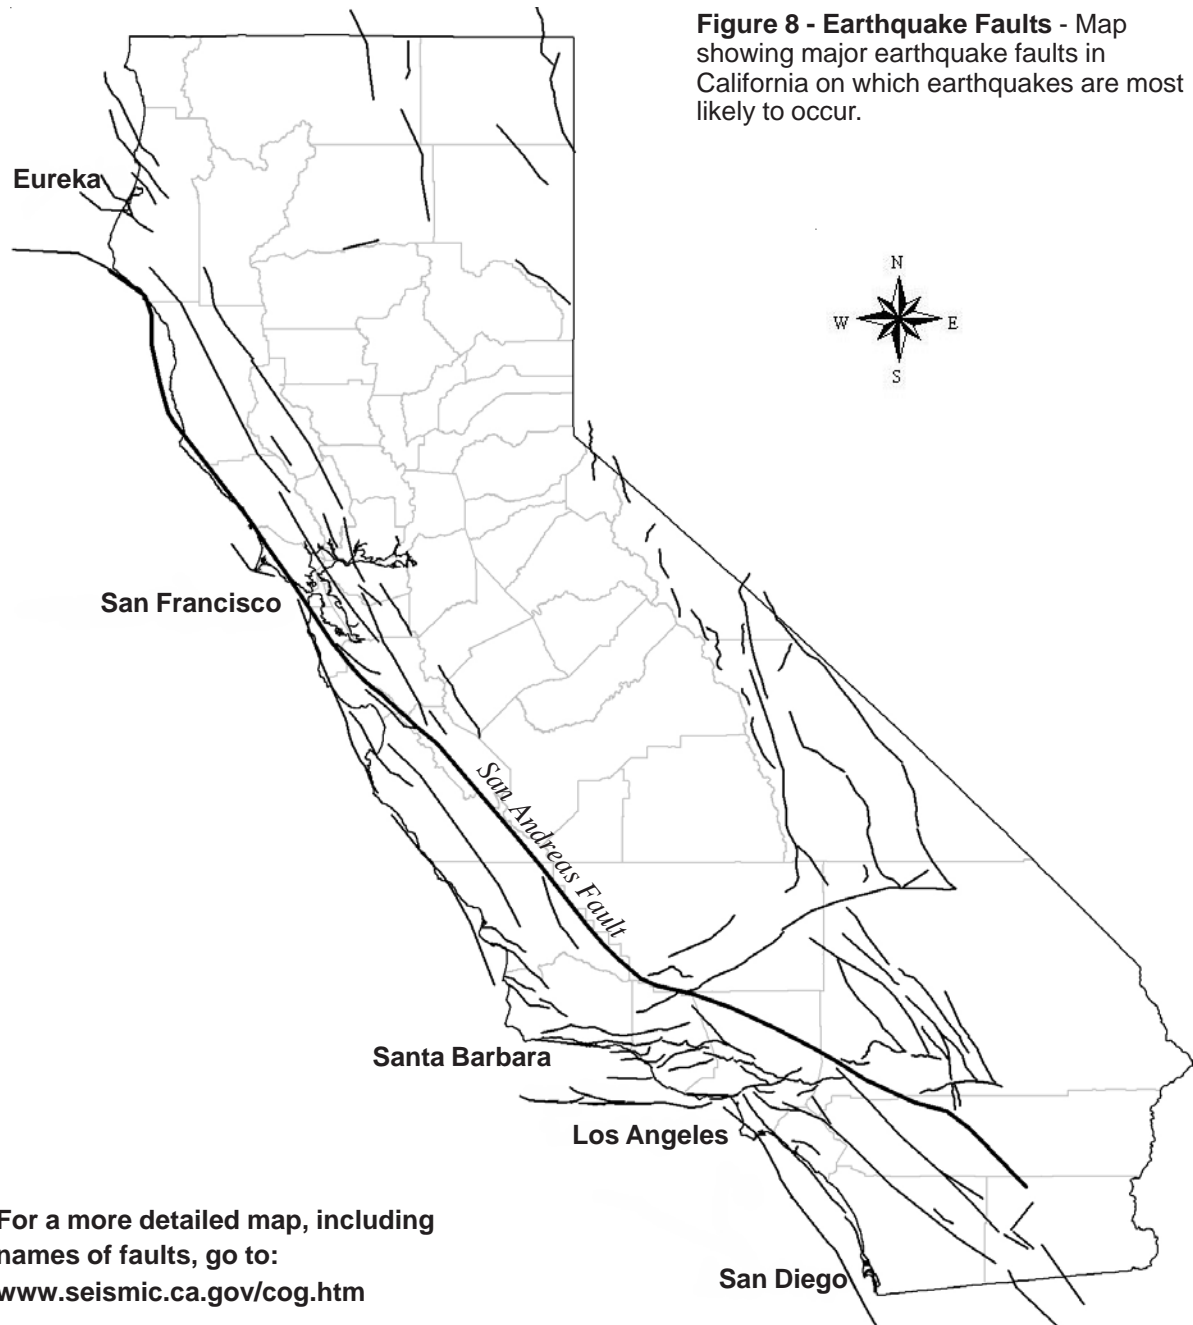 Figure 8 - Earthquake Faults - Map
showing major earthquake faults in
California on which earthquakes are most
likely to occur.
Eureka
N
W
E
S
San Francisco
San Andreas Fault
Santa Barbara
Los Angeles
For a more detailed map, including
names of faults, go to:
www.seismic.ca.gov/cog.htm
San Diego